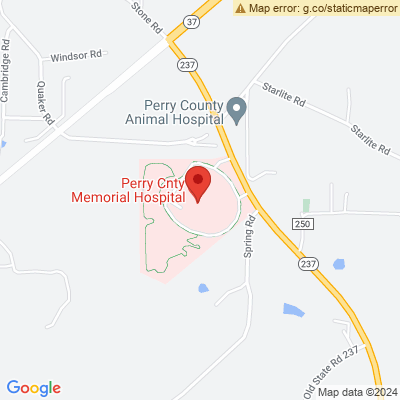 Map error: g.co/staticmaperror
Stone Rd
37
Windsor Rd
Cambridge Rd
237
Quaker Rd
Starlite Rd
Perry County
Animal Hospital
Starlite Rd
Perry Cnty
Memorial Hospital
250
Spring Rd
237
Old State Rd 237
Google
Map data ©2024